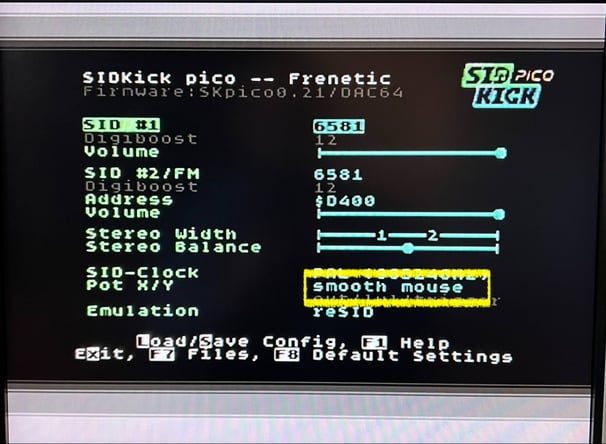 SIDKick pico -- Frenetic
Firmware:SKpico0.21/DAC64
SID PICO
KICK
SID #1 6581
Digiboost 12
Volume
SID #2/FM 6581
Digiboost 12
Address $D400
Volume
Stereo Width 1 2
Stereo Balance
SID-Clock PAL
Pot X/Y smooth mouse
Emulation reSID
Load/Save Config, F1 Help
Exit, F7 Files, F8 Default Settings